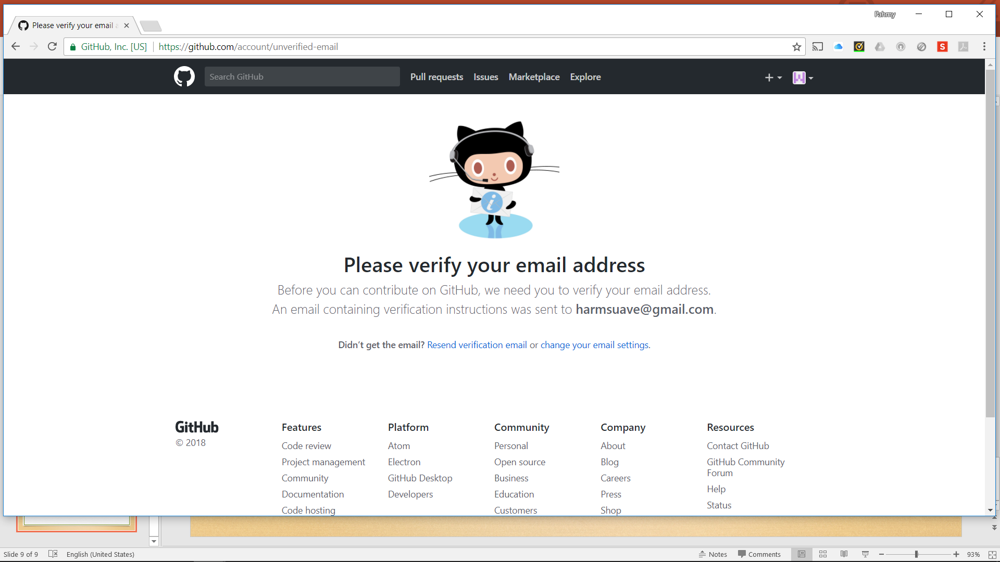 Fahmy
Please verify your email a
GitHub, Inc. [US] https://github.com/account/unverified-email
Search GitHub Pull requests Issues Marketplace Explore
Please verify your email address
Before you can contribute on GitHub, we need you to verify your email address.
An email containing verification instructions was sent to harmsuave@gmail.com.
Didn’t get the email? Resend verification email or change your email settings.
GitHub
© 2018
Features
Code review
Project management
Community
Documentation
Code hosting
Platform
Atom
Electron
GitHub Desktop
Developers
Community
Personal
Open source
Business
Education
Customers
Company
About
Blog
Careers
Press
Shop
Resources
Contact GitHub
GitHub Community
Forum
Help
Status
Slide 9 of 9 English (United States) Notes Comments 93%